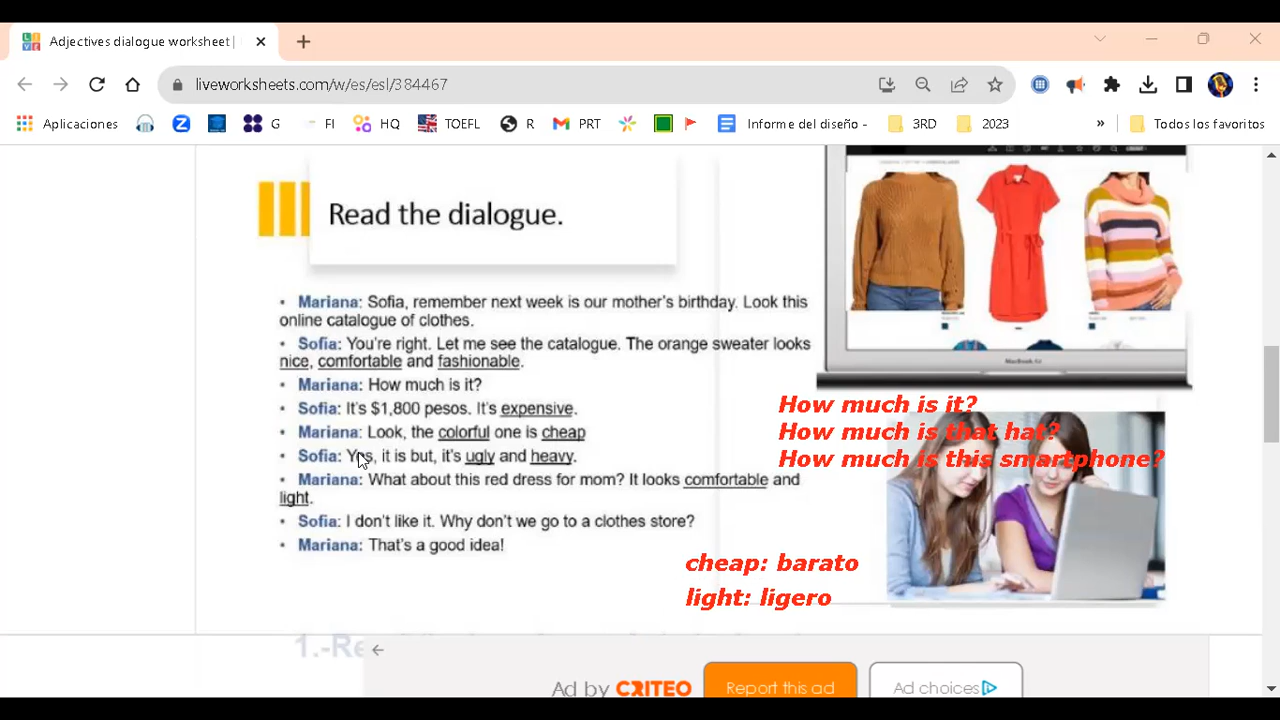 Adjectives dialogue worksheet |
liveworksheets.com/w/es/esl/384467
Aplicaciones G FI HQ TOEFL R PRT Informe del diseño - 3RD 2023 » Todos los favoritos
Read the dialogue.
• Mariana: Sofia, remember next week is our mother's birthday. Look this
online catalogue of clothes.
• Sofia: You're right. Let me see the catalogue. The orange sweater looks
nice, comfortable and fashionable.
• Mariana: How much is it?
• Sofia: It's $1,800 pesos. It's expensive.
• Mariana: Look, the colorful one is cheap
• Sofia: Yes, it is but, it's ugly and heavy.
• Mariana: What about this red dress for mom? It looks comfortable and
light.
• Sofia: I don't like it. Why don't we go to a clothes store?
• Mariana: That's a good idea!
MacBook Air
How much is it?
How much is that hat?
How much is this smartphone?
cheap: barato
light: ligero
1.-Re
Ad by CRITEO
Report this ad
Ad choices